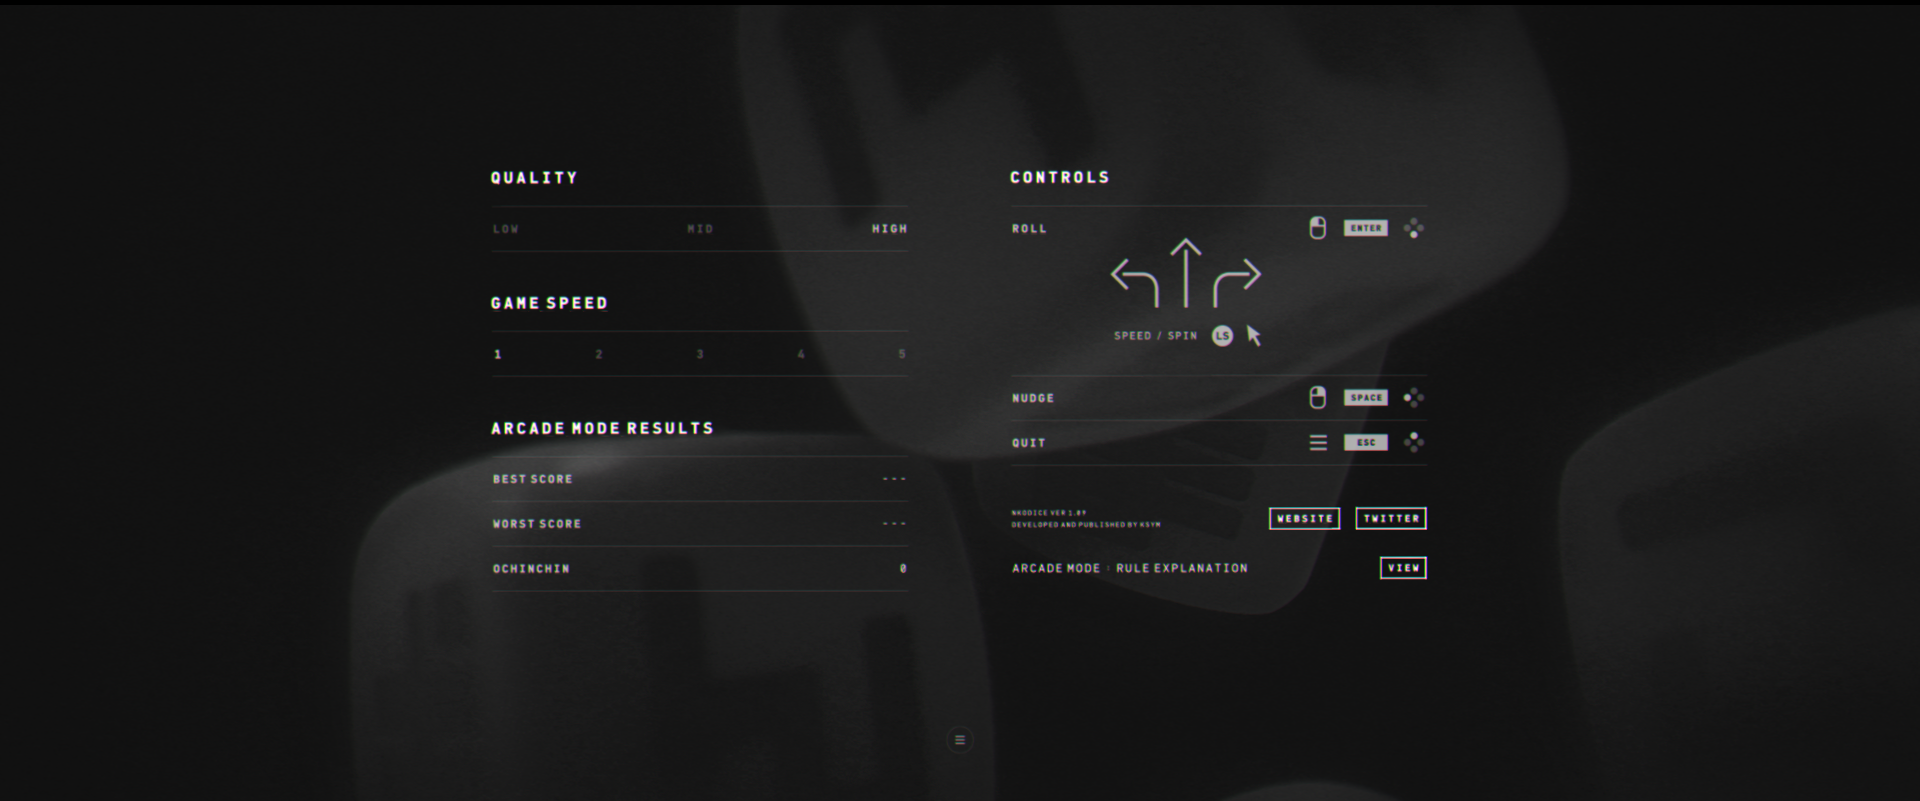 QUALITY
LOW MID HIGH
GAME SPEED
1 2 3 4 5
ARCADE MODE RESULTS
BEST SCORE ---
WORST SCORE ---
OCHINCHIN 0
CONTROLS
ROLL ENTER
SPEED / SPIN LS
NUDGE SPACE
QUIT ESC
NKODICE VER 1.09
DEVELOPED AND PUBLISHED BY KSYM
WEBSITE TWITTER
ARCADE MODE : RULE EXPLANATION VIEW